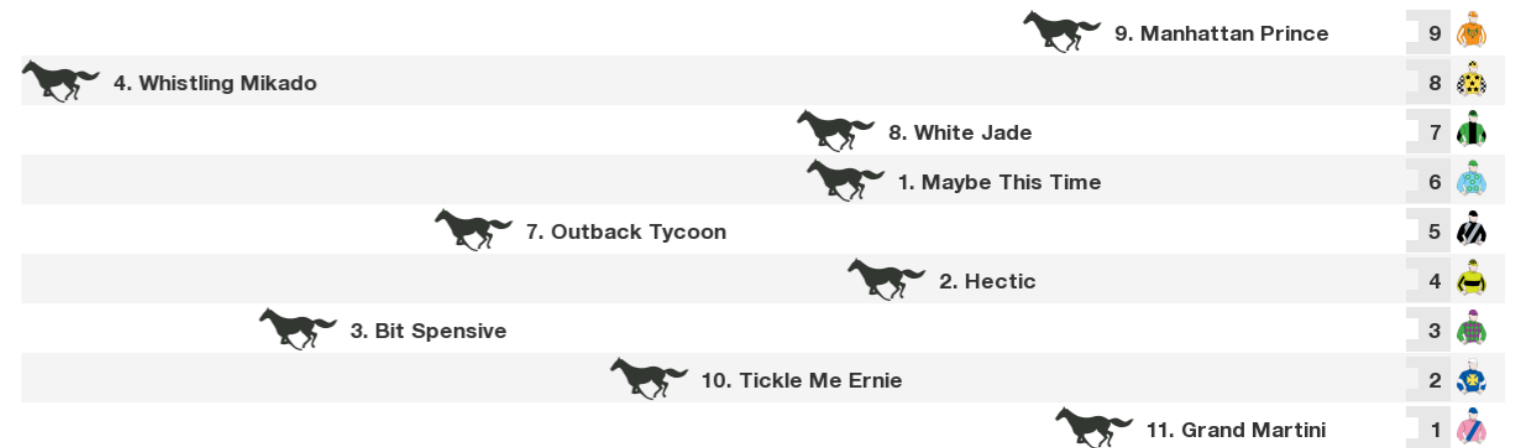 9. Manhattan Prince 9
4. Whistling Mikado 8
8. White Jade 7
1. Maybe This Time 6
7. Outback Tycoon 5
2. Hectic 4
3. Bit Spensive 3
10. Tickle Me Ernie 2
11. Grand Martini 1